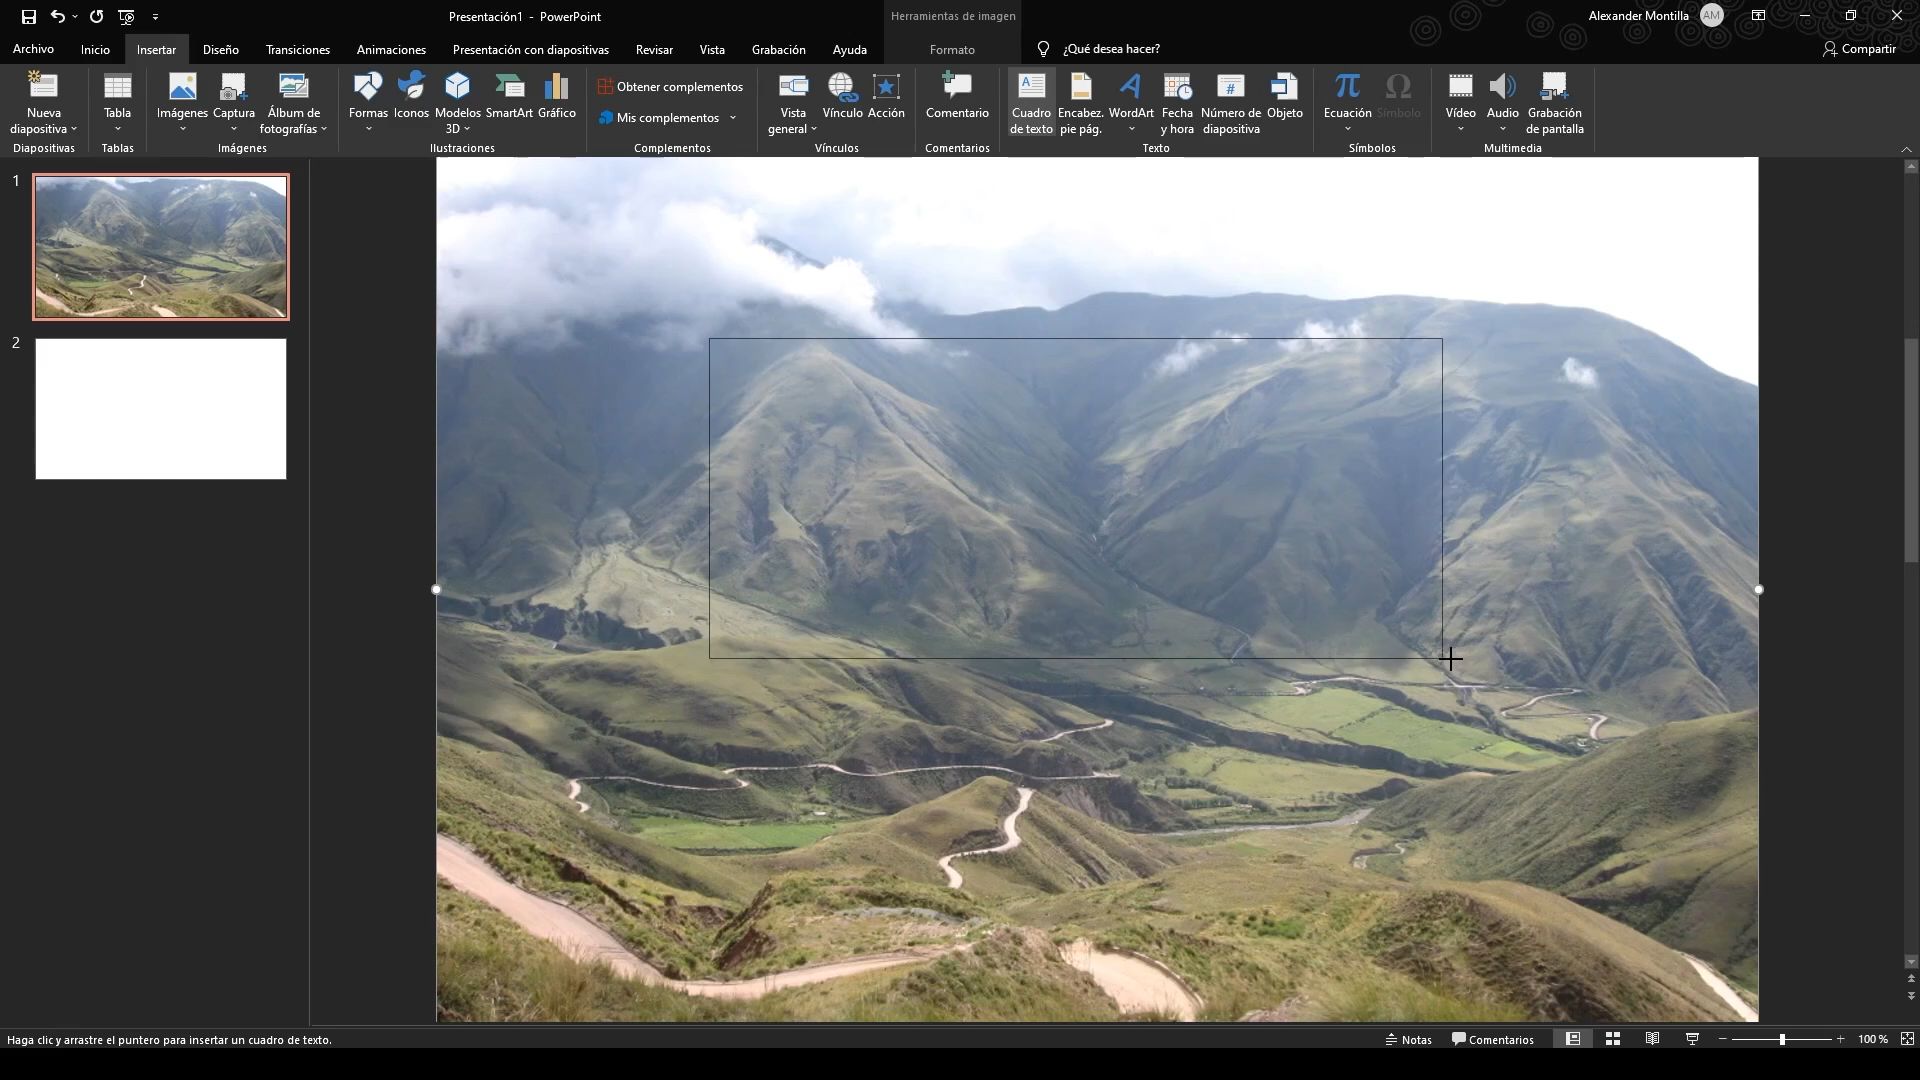 Presentación1 - PowerPoint
Herramientas de imagen
Alexander Montilla
AM
Archivo
Inicio
Insertar
Diseño
Transiciones
Animaciones
Presentación con diapositivas
Revisar
Vista
Grabación
Ayuda
Formato
¿Qué desea hacer?
Compartir
Nueva
diapositiva
Diapositivas
Tabla
Tablas
Imágenes
Captura
Álbum de
fotografías
Imágenes
Formas
Iconos
Modelos
3D
SmartArt
Gráfico
Ilustraciones
Obtener complementos
Mis complementos
Complementos
Vista
general
Vínculo
Acción
Vínculos
Comentario
Comentarios
Cuadro
de texto
Encabez.
pie pág.
WordArt
Fecha
y hora
Número de
diapositiva
Objeto
Texto
Ecuación
Símbolo
Símbolos
Vídeo
Audio
Grabación
de pantalla
Multimedia
1
2
Haga clic y arrastre el puntero para insertar un cuadro de texto.
Notas
Comentarios
100 %